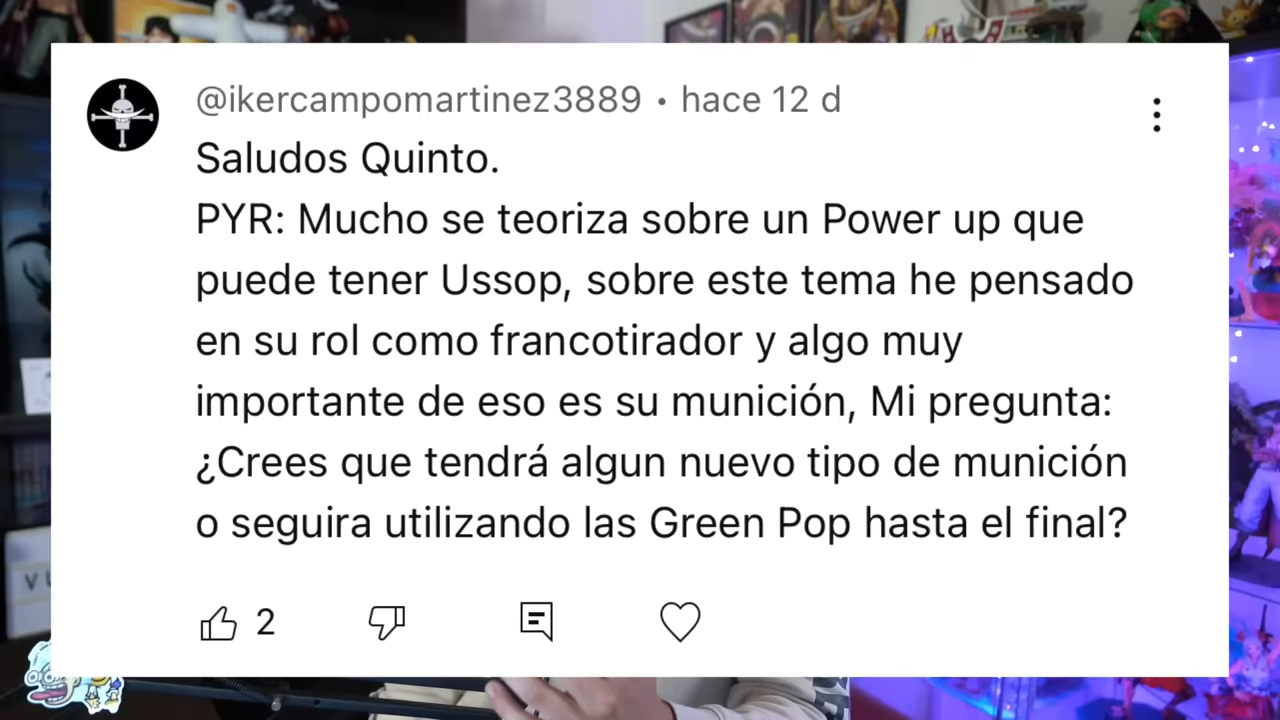 @ikercampomartinez3889 • hace 12 d
Saludos Quinto.
PYR: Mucho se teoriza sobre un Power up que
puede tener Ussop, sobre este tema he pensado
en su rol como francotirador y algo muy
importante de eso es su munición, Mi pregunta:
¿Crees que tendrá algun nuevo tipo de munición
o seguira utilizando las Green Pop hasta el final?
2